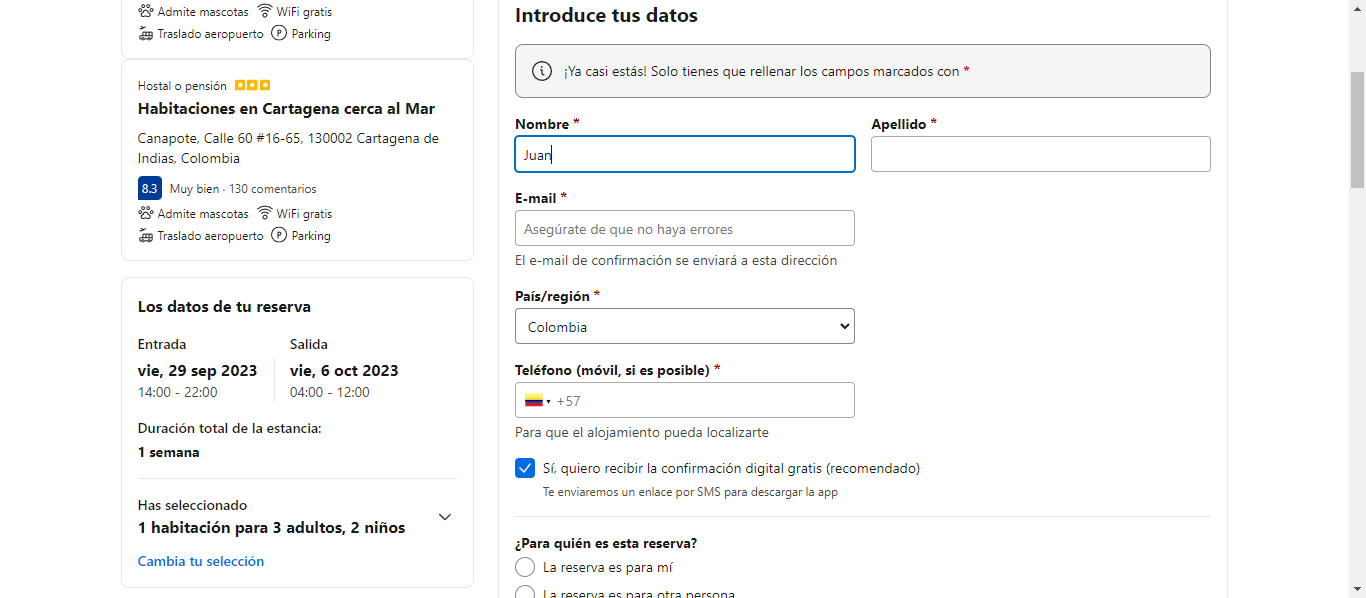 Admite mascotas WiFi gratis
Traslado aeropuerto P Parking
Hostal o pensión
Habitaciones en Cartagena cerca al Mar
Canapote, Calle 60 #16-65, 130002 Cartagena de
Indias, Colombia
8.3 Muy bien · 130 comentarios
Admite mascotas WiFi gratis
Traslado aeropuerto P Parking
Los datos de tu reserva
Entrada Salida
vie, 29 sep 2023 vie, 6 oct 2023
14:00 - 22:00 04:00 - 12:00
Duración total de la estancia:
1 semana
Has seleccionado
1 habitación para 3 adultos, 2 niños
Cambia tu selección
Introduce tus datos
¡Ya casi estás! Solo tienes que rellenar los campos marcados con *
Nombre * Apellido *
Juan
E-mail *
Asegúrate de que no haya errores
El e-mail de confirmación se enviará a esta dirección
País/región *
Colombia
Teléfono (móvil, si es posible) *
+57
Para que el alojamiento pueda localizarte
Sí, quiero recibir la confirmación digital gratis (recomendado)
Te enviaremos un enlace por SMS para descargar la app
¿Para quién es esta reserva?
La reserva es para mí
La reserva es para otra persona